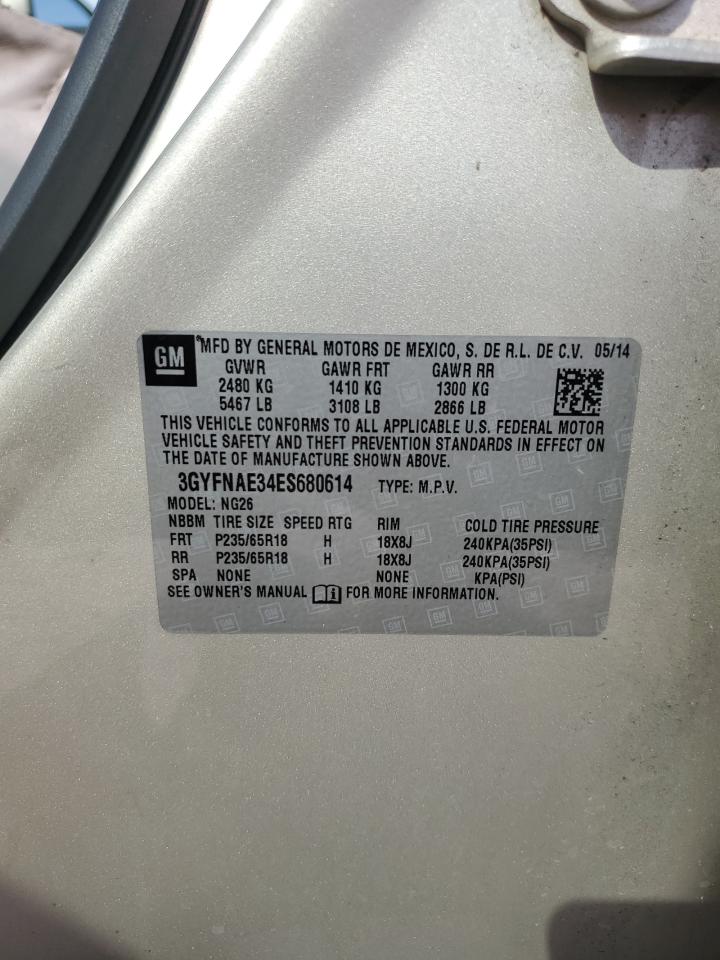 GM
®MFD BY GENERAL MOTORS DE MEXICO, S. DE R.L. DE C.V. 05/14
GVWR GAWR FRT GAWR RR
2480 KG 1410 KG 1300 KG
5467 LB 3108 LB 2866 LB
THIS VEHICLE CONFORMS TO ALL APPLICABLE U.S. FEDERAL MOTOR
VEHICLE SAFETY AND THEFT PREVENTION STANDARDS IN EFFECT ON
THE DATE OF MANUFACTURE SHOWN ABOVE.
3GYFNAE34ES680614 TYPE: M.P.V.
MODEL: NG26
NBBM TIRE SIZE SPEED RTG RIM COLD TIRE PRESSURE
FRT P235/65R18 H 18X8J 240KPA(35PSI)
RR P235/65R18 H 18X8J 240KPA(35PSI)
SPA NONE NONE KPA(PSI)
SEE OWNER'S MANUAL FOR MORE INFORMATION.